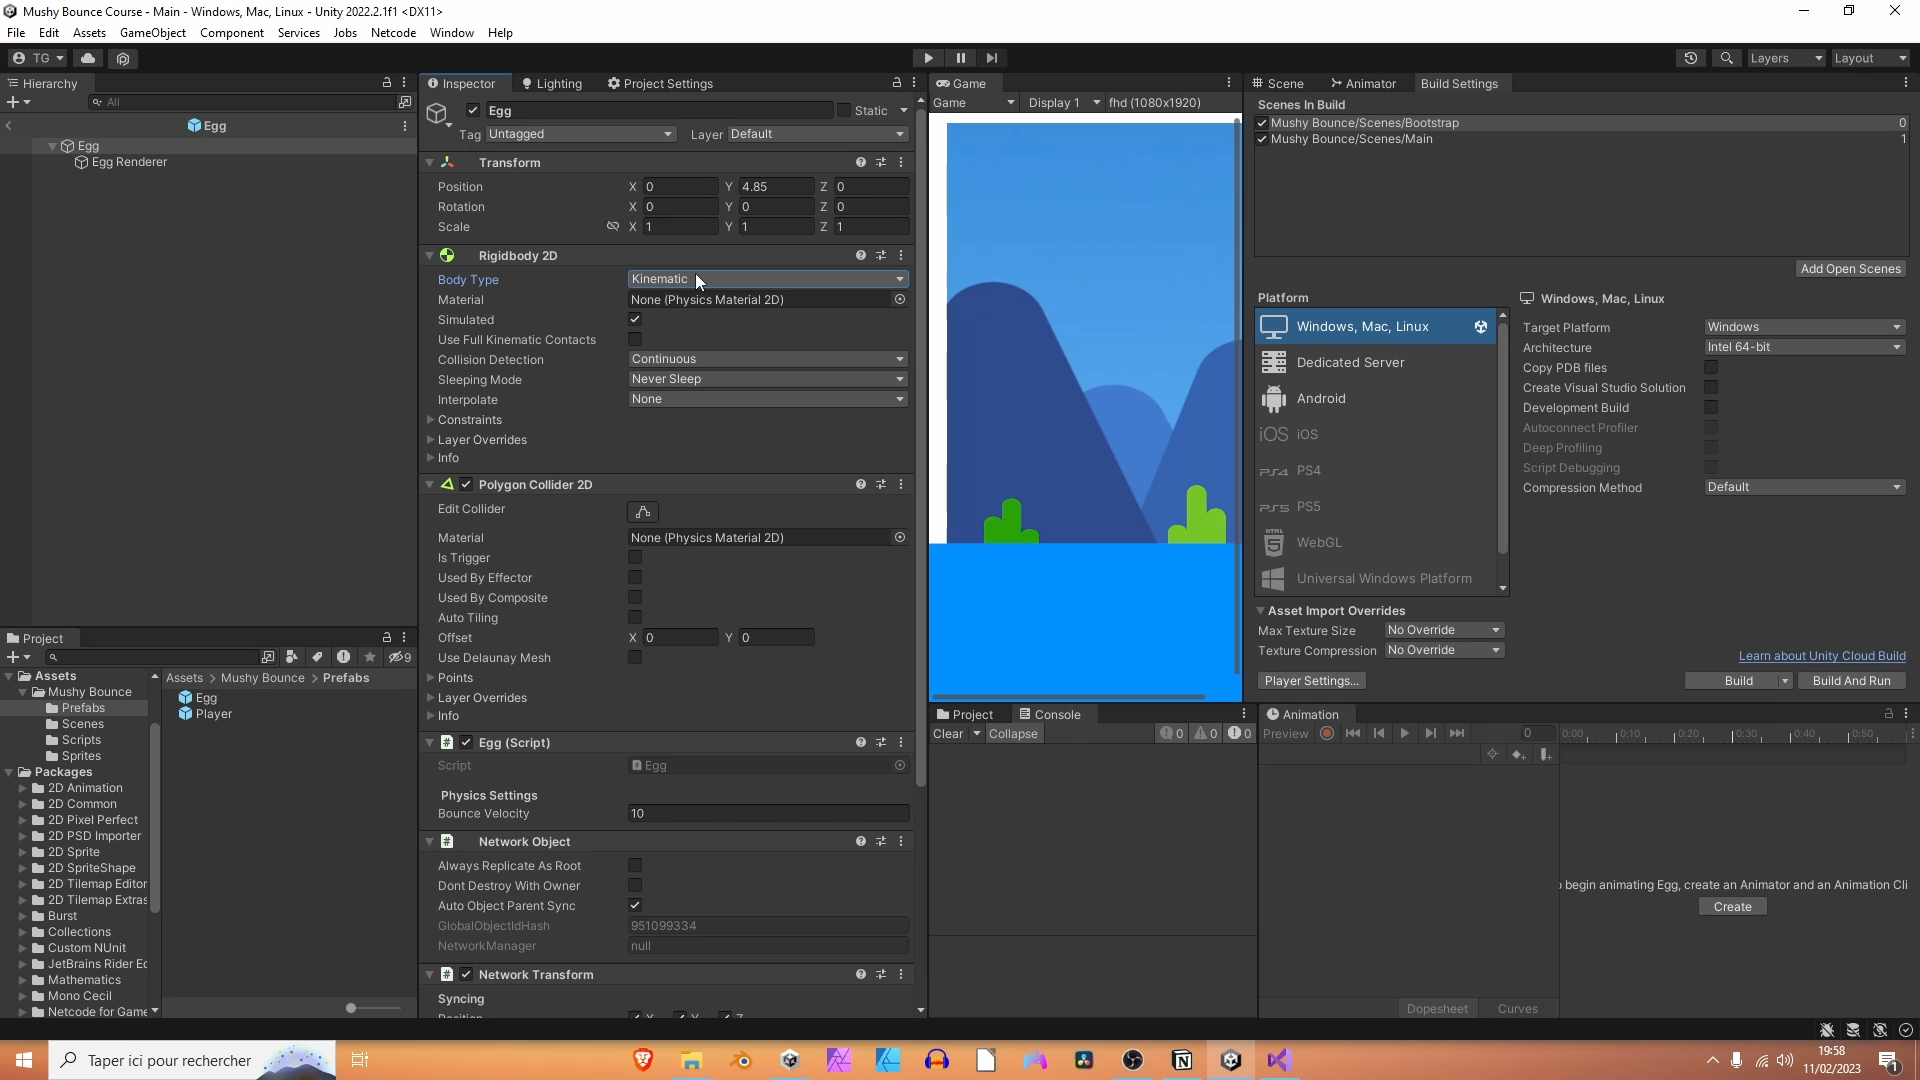 Mushy Bounce Course - Main - Windows, Mac, Linux - Unity 2022.2.1f1 <DX11>
File Edit Assets GameObject Component Services Jobs Netcode Window Help
TG
Layers
Layout
Hierarchy
All
Egg
Egg
Egg Renderer
Inspector
Lighting
Project Settings
Egg
Static
Tag Untagged
Layer Default
Transform
Position X 0 Y 4.85 Z 0
Rotation X 0 Y 0 Z 0
Scale X 1 Y 1 Z 1
Rigidbody 2D
Body Type Kinematic
Material None (Physics Material 2D)
Simulated
Use Full Kinematic Contacts
Collision Detection Continuous
Sleeping Mode Never Sleep
Interpolate None
Constraints
Layer Overrides
Info
Polygon Collider 2D
Edit Collider
Material None (Physics Material 2D)
Is Trigger
Used By Effector
Used By Composite
Auto Tiling
Offset X 0 Y 0
Use Delaunay Mesh
Points
Layer Overrides
Info
Egg (Script)
Script Egg
Physics Settings
Bounce Velocity 10
Network Object
Always Replicate As Root
Dont Destroy With Owner
Auto Object Parent Sync
GlobalObjectIdHash 951099334
NetworkManager null
Network Transform
Syncing
Project
9
Assets
Mushy Bounce
Prefabs
Scenes
Scripts
Sprites
Packages
2D Animation
2D Common
2D Pixel Perfect
2D PSD Importer
2D Sprite
2D SpriteShape
2D Tilemap Editor
2D Tilemap Extras
Burst
Collections
Custom NUnit
JetBrains Rider Ec
Mathematics
Mono Cecil
Netcode for Game
Assets > Mushy Bounce > Prefabs
Egg
Player
Game
Game Display 1 fhd (1080x1920)
Project
Console
Clear Collapse 0 0 0
Scene
Animator
Build Settings
Scenes In Build
Mushy Bounce/Scenes/Bootstrap 0
Mushy Bounce/Scenes/Main 1
Add Open Scenes
Platform
Windows, Mac, Linux
Dedicated Server
Android
iOS iOS
PS4
PS5
WebGL
Universal Windows Platform
Windows, Mac, Linux
Target Platform Windows
Architecture Intel 64-bit
Copy PDB files
Create Visual Studio Solution
Development Build
Autoconnect Profiler
Deep Profiling
Script Debugging
Compression Method Default
Asset Import Overrides
Max Texture Size No Override
Texture Compression No Override
Learn about Unity Cloud Build
Player Settings...
Build
Build And Run
Animation
Preview 0 0:00 0:10 0:20 0:30 0:40 0:50
begin animating Egg, create an Animator and an Animation Cli
Create
Dopesheet Curves
Taper ici pour rechercher
19:58
11/02/2023
1